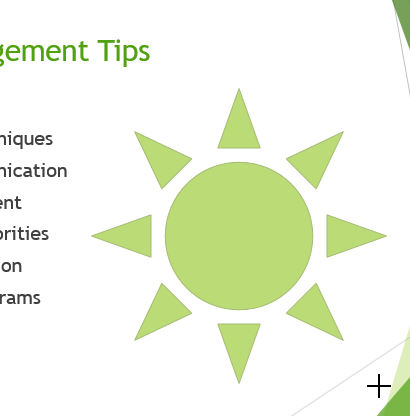 gement Tips
niques
nication
ent
orities
on
rams